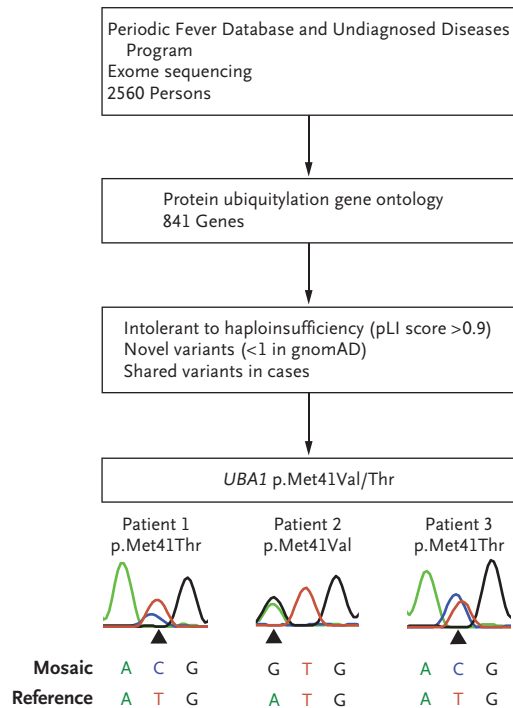 Periodic Fever Database and Undiagnosed Diseases
Program
Exome sequencing
2560 Persons
Protein ubiquitylation gene ontology
841 Genes
Intolerant to haploinsufficiency (pLI score >0.9)
Novel variants (<1 in gnomAD)
Shared variants in cases
UBA1 p.Met41Val/Thr
Patient 1 Patient 2 Patient 3
p.Met41Thr p.Met41Val p.Met41Thr
Mosaic A C G G T G A C G
Reference A T G A T G A T G